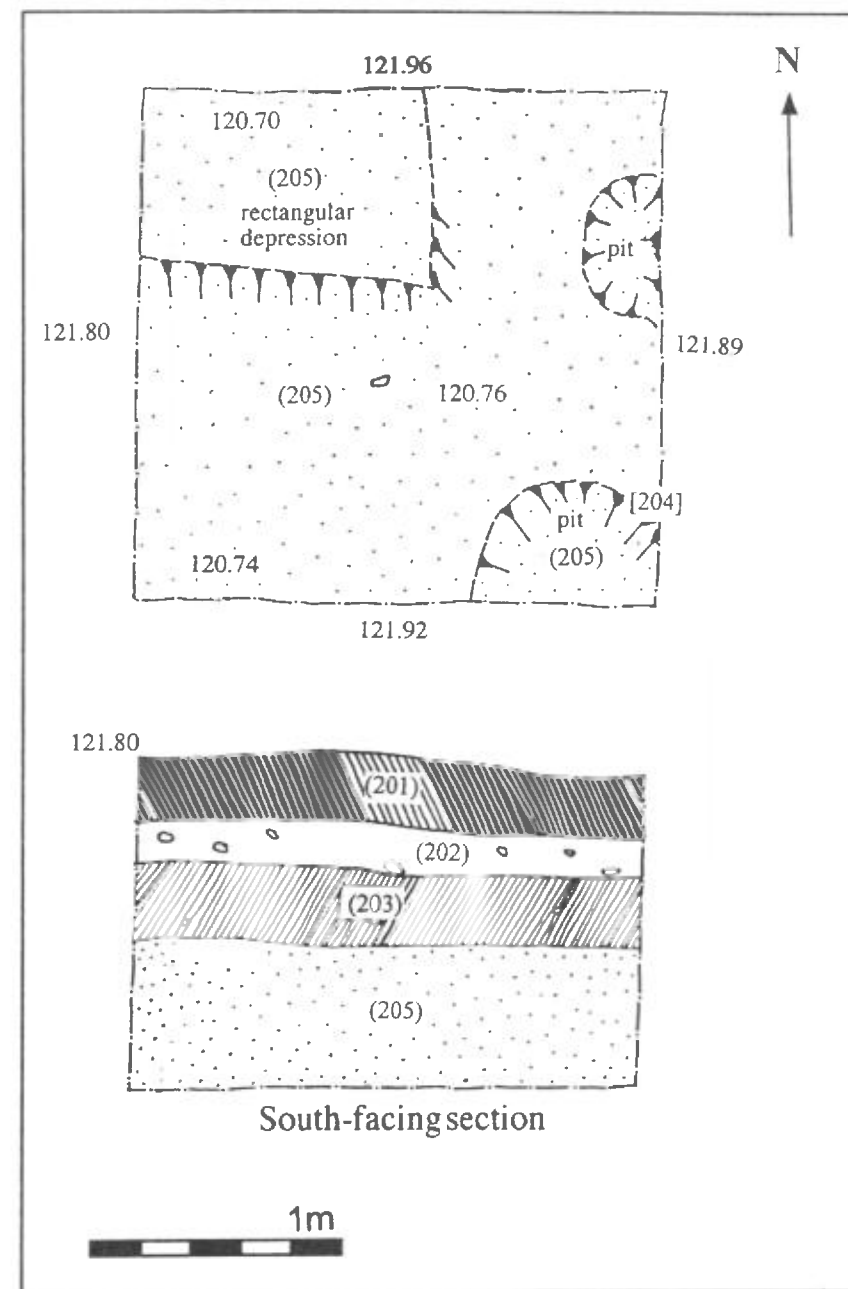 121.96
N
120.70
(205)
rectangular
depression
pit
121.80
121.89
(205)
120.76
[204]
pit
(205)
120.74
121.92
121.80
(201)
(202)
(203)
(205)
South-facing section
1m